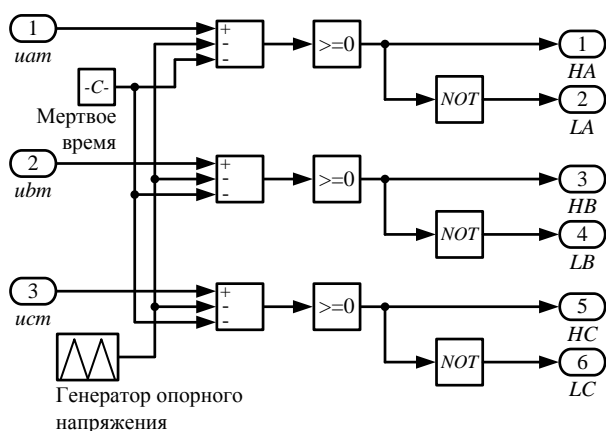 1
uam
+
-
-
>=0
1
HA
NOT
2
LA
-C-
Мертвое
время
2
ubm
+
-
-
>=0
3
HB
NOT
4
LB
3
ucm
+
-
-
>=0
5
HC
NOT
6
LC
Генератор опорного
напряжения